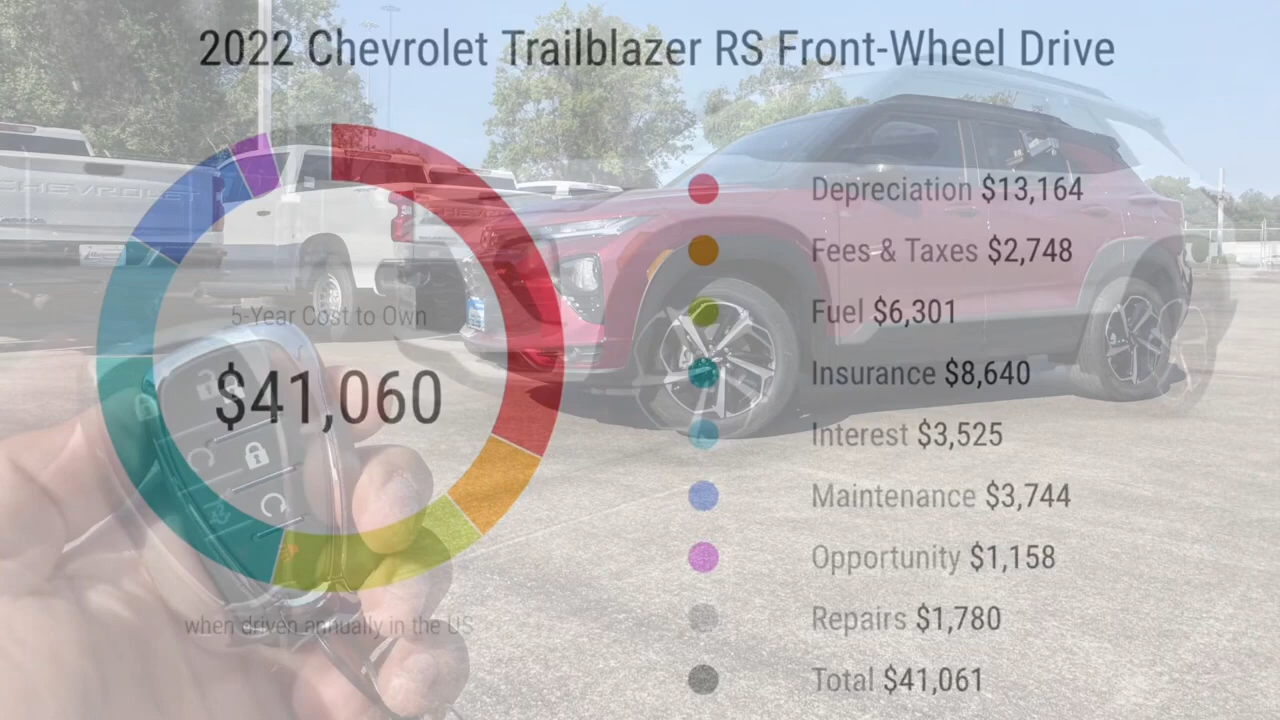 2022 Chevrolet Trailblazer RS Front-Wheel Drive
CHEVROLET
5-Year Cost to Own
$41,060
when driven annually in the US
Depreciation $13,164
Fees & Taxes $2,748
Fuel $6,301
Insurance $8,640
Interest $3,525
Maintenance $3,744
Opportunity $1,158
Repairs $1,780
Total $41,061